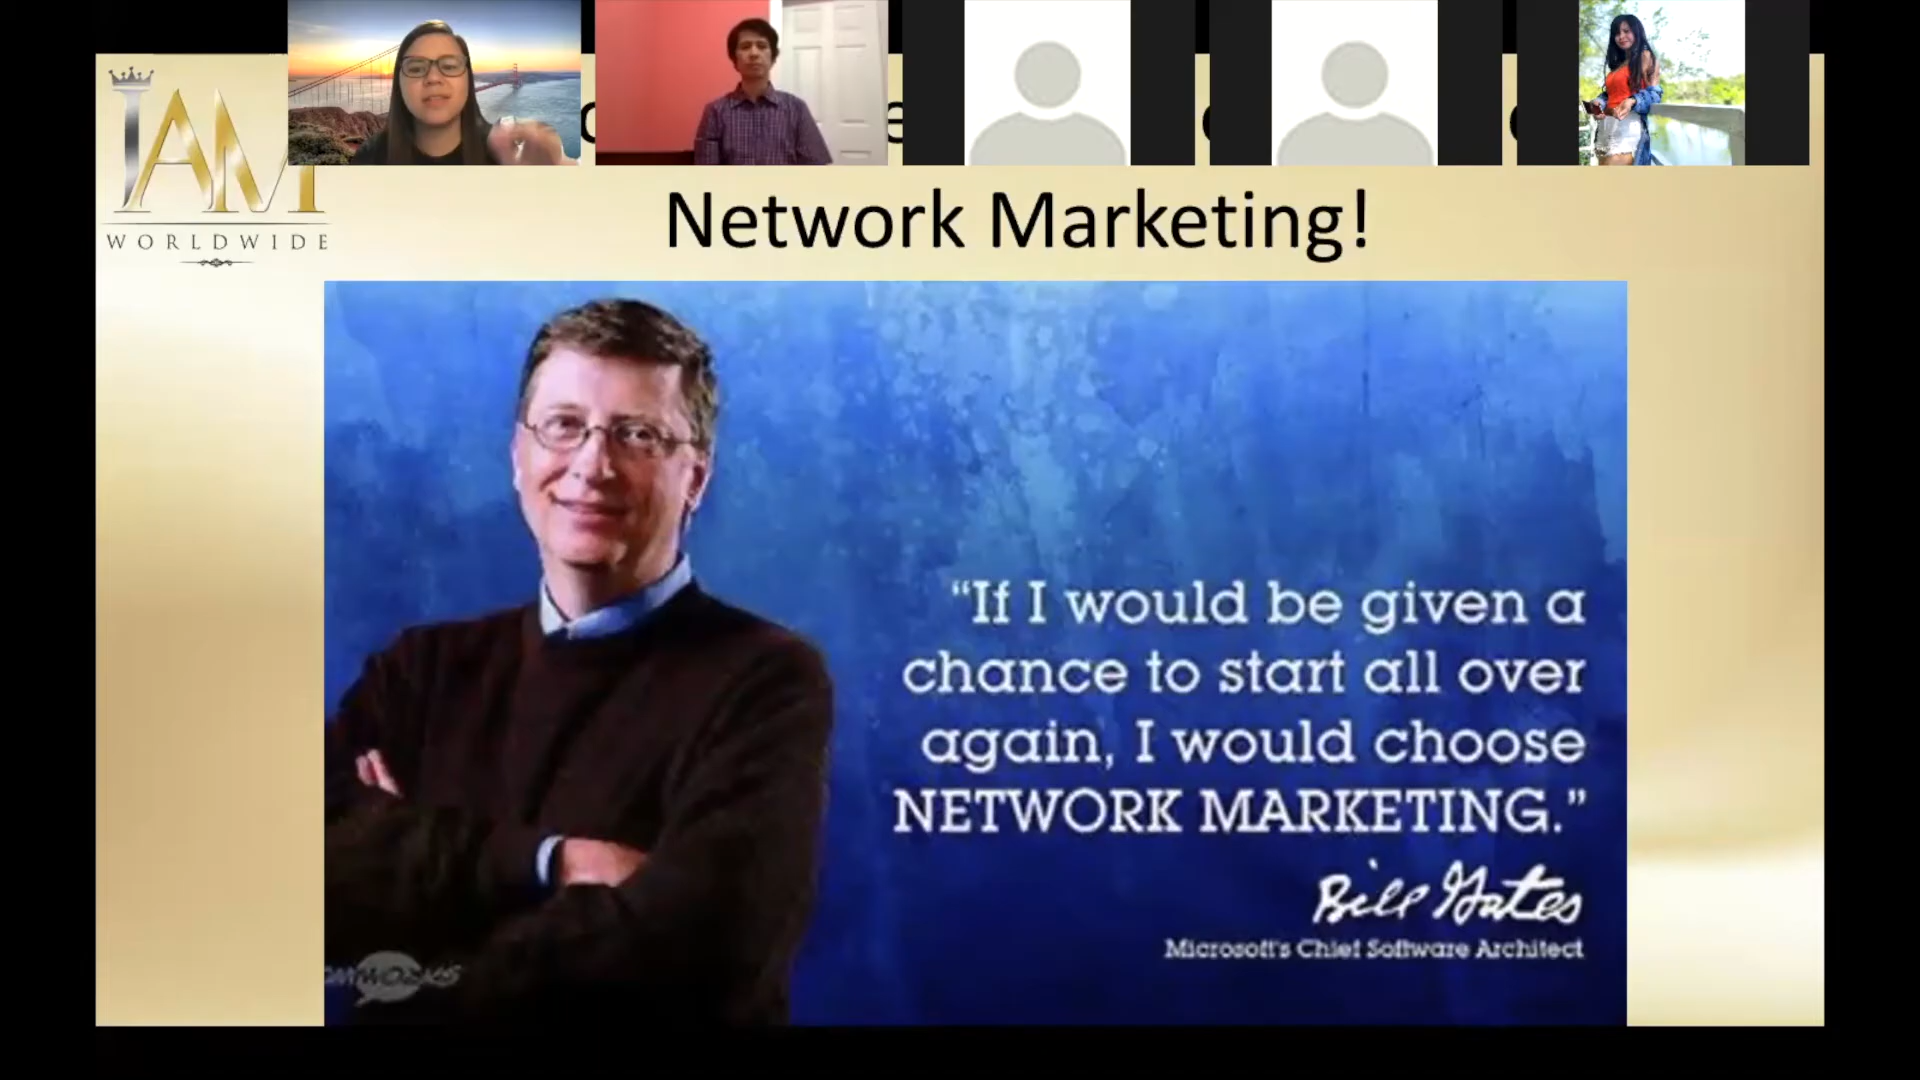 IAM
WORLDWIDE
Network Marketing!
“If I would be given a
chance to start all over
again, I would choose
NETWORK MARKETING.”
Bill Gates
Microsoft's Chief Software Architect